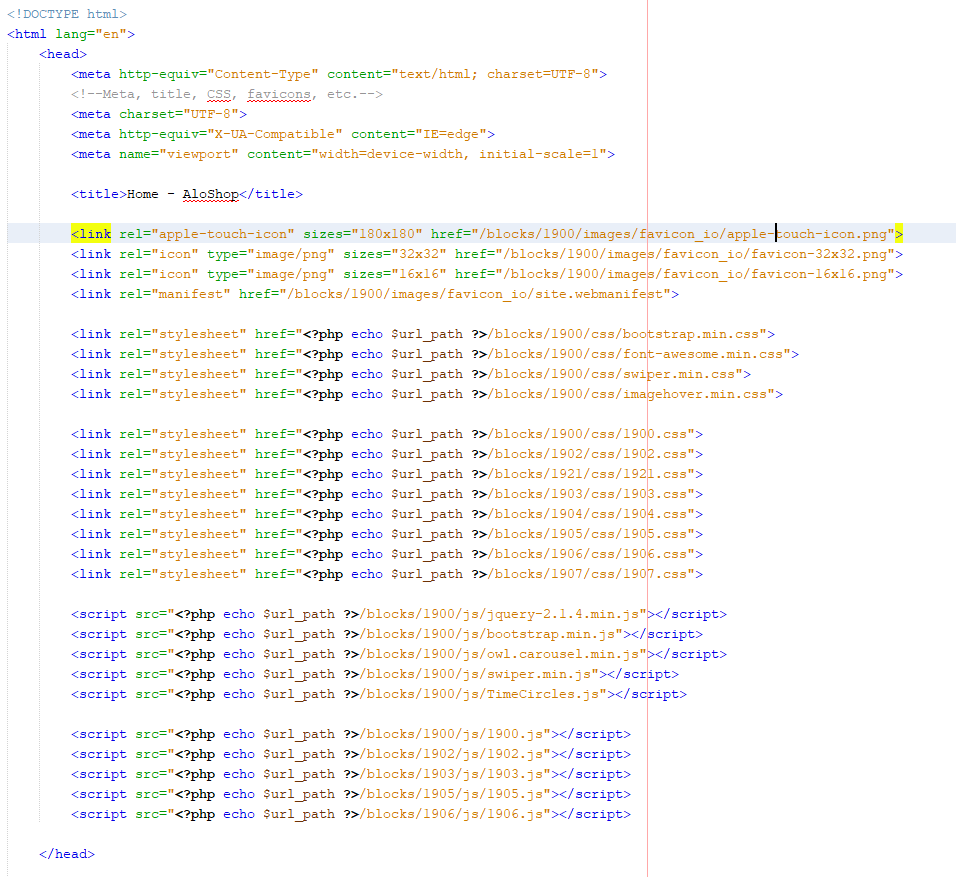 <!DOCTYPE html>
<html lang="en">
<head>
<meta http-equiv="Content-Type" content="text/html; charset=UTF-8">
<!--Meta, title, CSS, favicons, etc.-->
<meta charset="UTF-8">
<meta http-equiv="X-UA-Compatible" content="IE=edge">
<meta name="viewport" content="width=device-width, initial-scale=1">
<title>Home - AloShop</title>
<link rel="apple-touch-icon" sizes="180x180" href="/blocks/1900/images/favicon_io/apple-touch-icon.png">
<link rel="icon" type="image/png" sizes="32x32" href="/blocks/1900/images/favicon_io/favicon-32x32.png">
<link rel="icon" type="image/png" sizes="16x16" href="/blocks/1900/images/favicon_io/favicon-16x16.png">
<link rel="manifest" href="/blocks/1900/images/favicon_io/site.webmanifest">
<link rel="stylesheet" href="<?php echo $url_path ?>/blocks/1900/css/bootstrap.min.css">
<link rel="stylesheet" href="<?php echo $url_path ?>/blocks/1900/css/font-awesome.min.css">
<link rel="stylesheet" href="<?php echo $url_path ?>/blocks/1900/css/swiper.min.css">
<link rel="stylesheet" href="<?php echo $url_path ?>/blocks/1900/css/imagehover.min.css">
<link rel="stylesheet" href="<?php echo $url_path ?>/blocks/1900/css/1900.css">
<link rel="stylesheet" href="<?php echo $url_path ?>/blocks/1902/css/1902.css">
<link rel="stylesheet" href="<?php echo $url_path ?>/blocks/1921/css/1921.css">
<link rel="stylesheet" href="<?php echo $url_path ?>/blocks/1903/css/1903.css">
<link rel="stylesheet" href="<?php echo $url_path ?>/blocks/1904/css/1904.css">
<link rel="stylesheet" href="<?php echo $url_path ?>/blocks/1905/css/1905.css">
<link rel="stylesheet" href="<?php echo $url_path ?>/blocks/1906/css/1906.css">
<link rel="stylesheet" href="<?php echo $url_path ?>/blocks/1907/css/1907.css">
<script src="<?php echo $url_path ?>/blocks/1900/js/jquery-2.1.4.min.js"></script>
<script src="<?php echo $url_path ?>/blocks/1900/js/bootstrap.min.js"></script>
<script src="<?php echo $url_path ?>/blocks/1900/js/owl.carousel.min.js"></script>
<script src="<?php echo $url_path ?>/blocks/1900/js/swiper.min.js"></script>
<script src="<?php echo $url_path ?>/blocks/1900/js/TimeCircles.js"></script>
<script src="<?php echo $url_path ?>/blocks/1900/js/1900.js"></script>
<script src="<?php echo $url_path ?>/blocks/1902/js/1902.js"></script>
<script src="<?php echo $url_path ?>/blocks/1903/js/1903.js"></script>
<script src="<?php echo $url_path ?>/blocks/1905/js/1905.js"></script>
<script src="<?php echo $url_path ?>/blocks/1906/js/1906.js"></script>
</head>